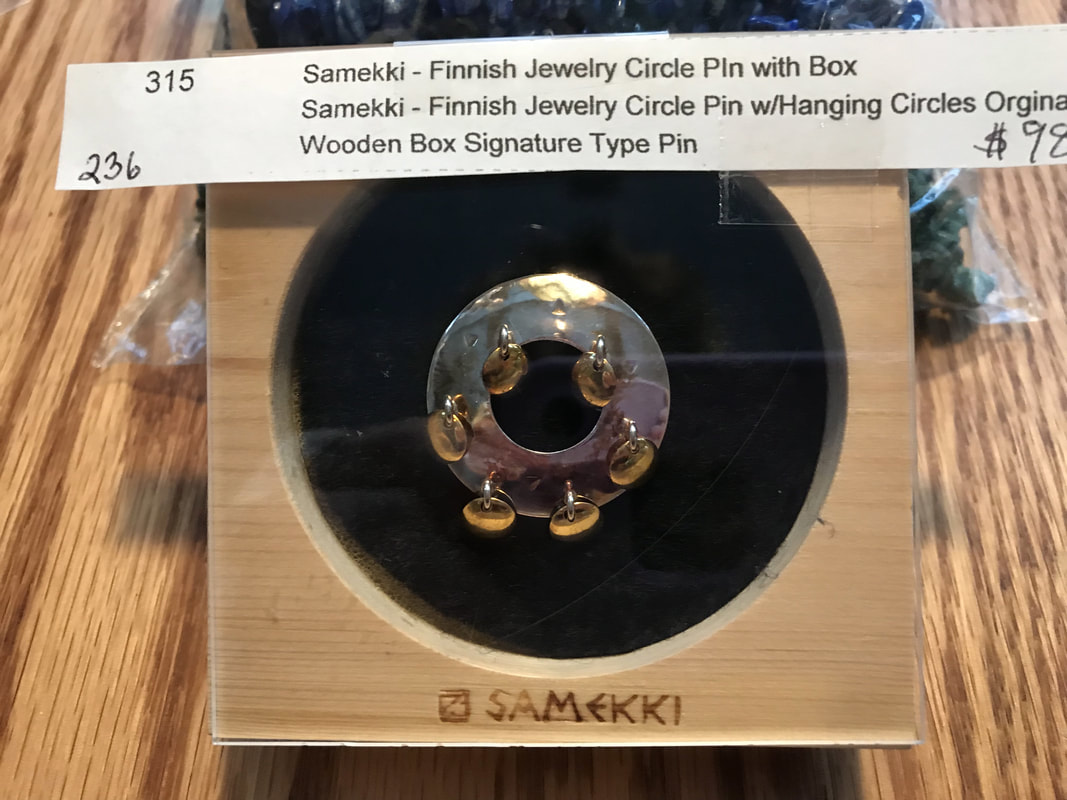 315 Samekki - Finnish Jewelry Circle PIn with Box
Samekki - Finnish Jewelry Circle Pin w/Hanging Circles Orgina
Wooden Box Signature Type Pin
$98
236
SAMEKKI